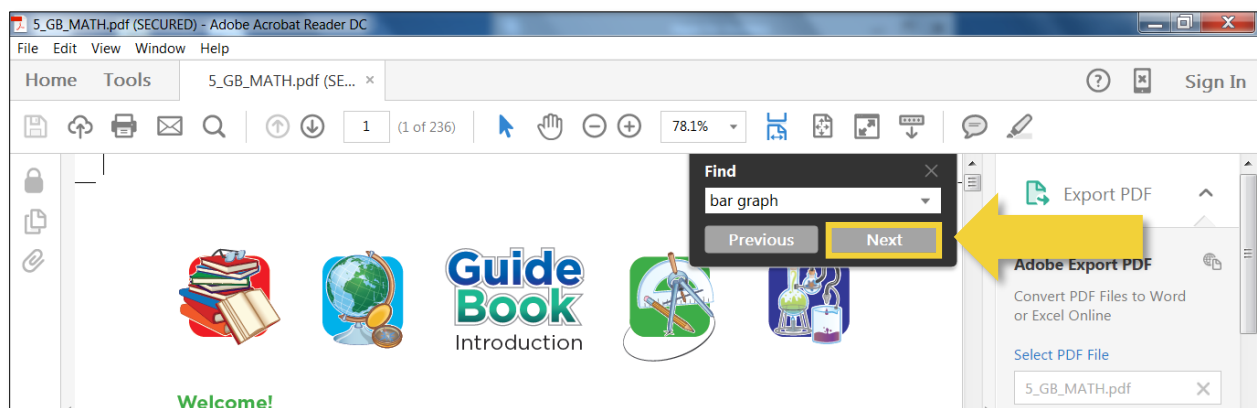 5_GB_MATH.pdf (SECURED) - Adobe Acrobat Reader DC
File Edit View Window Help
Home Tools 5_GB_MATH.pdf (SE... × ? Sign In
1 (1 of 236) 78.1%
Find
bar graph
Previous Next
Export PDF
Adobe Export PDF
Convert PDF Files to Word
or Excel Online
Select PDF File
5_GB_MATH.pdf
Guide
Book
Introduction
Welcome!